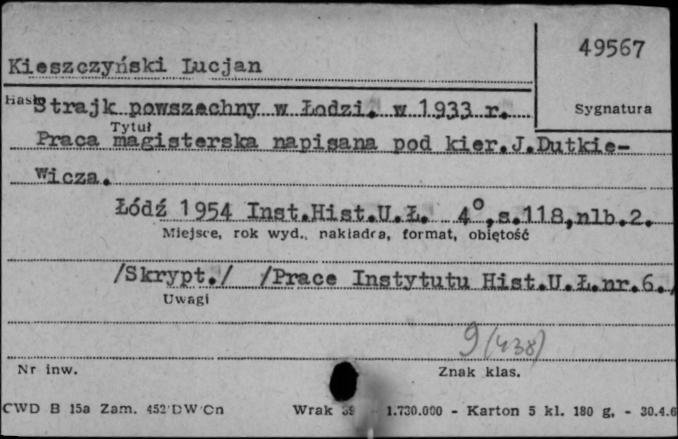 49567
Kieszczyński Lucjan
Hasło Strajk powszechny w Łodzi. w 1933 r.
Sygnatura
Tytuł
Praca magisterska napisana pod kier.J.Dutkie-
wicza.
Łódź 1954 Inst.Hist.U.Ł. 4°,s.118,nlb.2.
Miejsce, rok wyd., nakładca, format, objętość
/Skrypt./ /Prace Instytutu Hist.U.Ł.nr.6./
Uwagi
9(438)
Nr inw.
Znak klas.
CWD B 15a Zam. 452/DW/Cn Wrak 1.730.000 - Karton 5 kl. 180 g. - 30.4.6